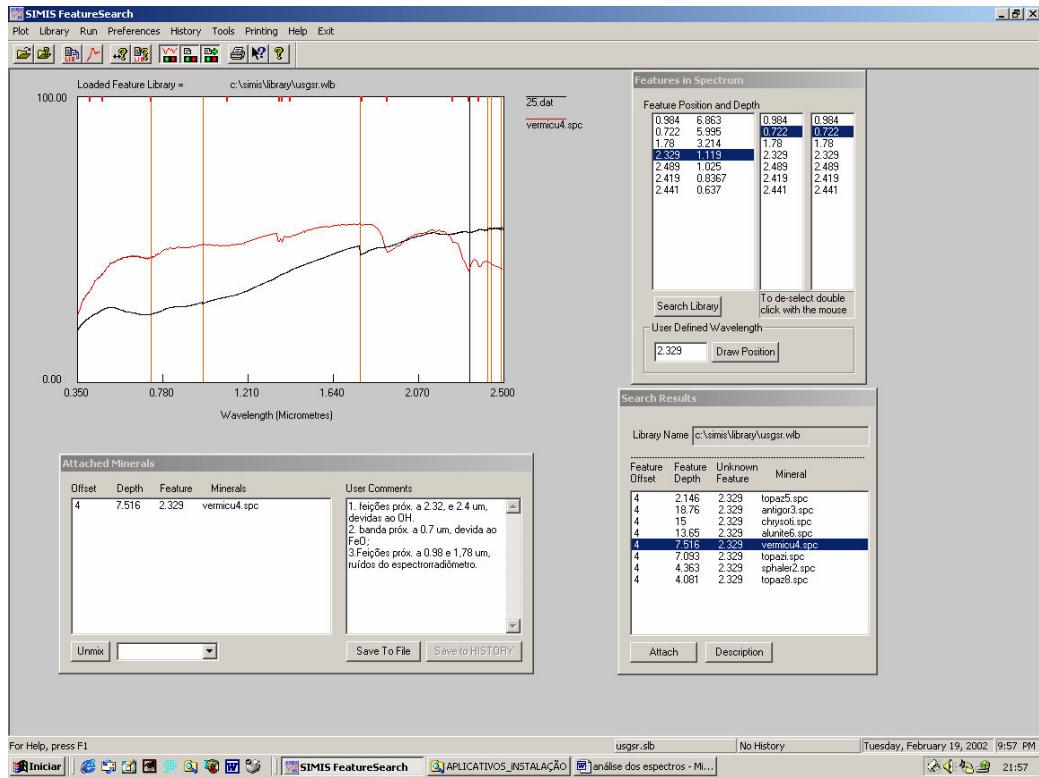 SIMIS FeatureSearch
Plot Library Run Preferences History Tools Printing Help Exit
Loaded Feature Library = c:\simis\library\usgsr.wlb
100.00
25.dat
vermicu4.spc
0.00
0.350 0.780 1.210 1.640 2.070 2.500
Wavelength (Micrometres)
Features in Spectrum
Feature Position and Depth
0.984 6.863 0.984 0.984
0.722 5.995 0.722 0.722
1.78 3.214 1.78 1.78
2.329 1.119 2.329 2.329
2.489 1.025 2.489 2.489
2.419 0.8367 2.419 2.419
2.441 0.637 2.441 2.441
Search Library
To de-select double
click with the mouse
User Defined Wavelength
2.329 Draw Position
Search Results
Library Name c:\simis\library\usgsr.wlb
Feature Feature Unknown Mineral
Offset Depth Feature
4 2.146 2.329 topaz5.spc
4 18.76 2.329 antigor3.spc
4 15 2.329 chrysoti.spc
4 13.65 2.329 alunite6.spc
4 7.516 2.329 vermicu4.spc
4 7.093 2.329 topazi.spc
4 4.363 2.329 sphaler2.spc
4 4.081 2.329 topaz8.spc
Attach Description
Attached Minerals
Offset Depth Feature Minerals
4 7.516 2.329 vermicu4.spc
User Comments
1. feições próx. a 2.32, e 2.4 um,
devidas ao OH.
2. banda próx. a 0.7 um, devida ao
FeO;
3.Feições próx. a 0.98 e 1,78 um,
ruídos do espectrorradiômetro.
Unmix
Save To File Save to HISTORY
For Help, press F1 usgsr.slb No History Tuesday, February 19, 2002 9:57 PM
Iniciar SIMIS FeatureSearch APLICATIVOS_iNSTALAÇÃO análise dos espectros - Mi... 21:57